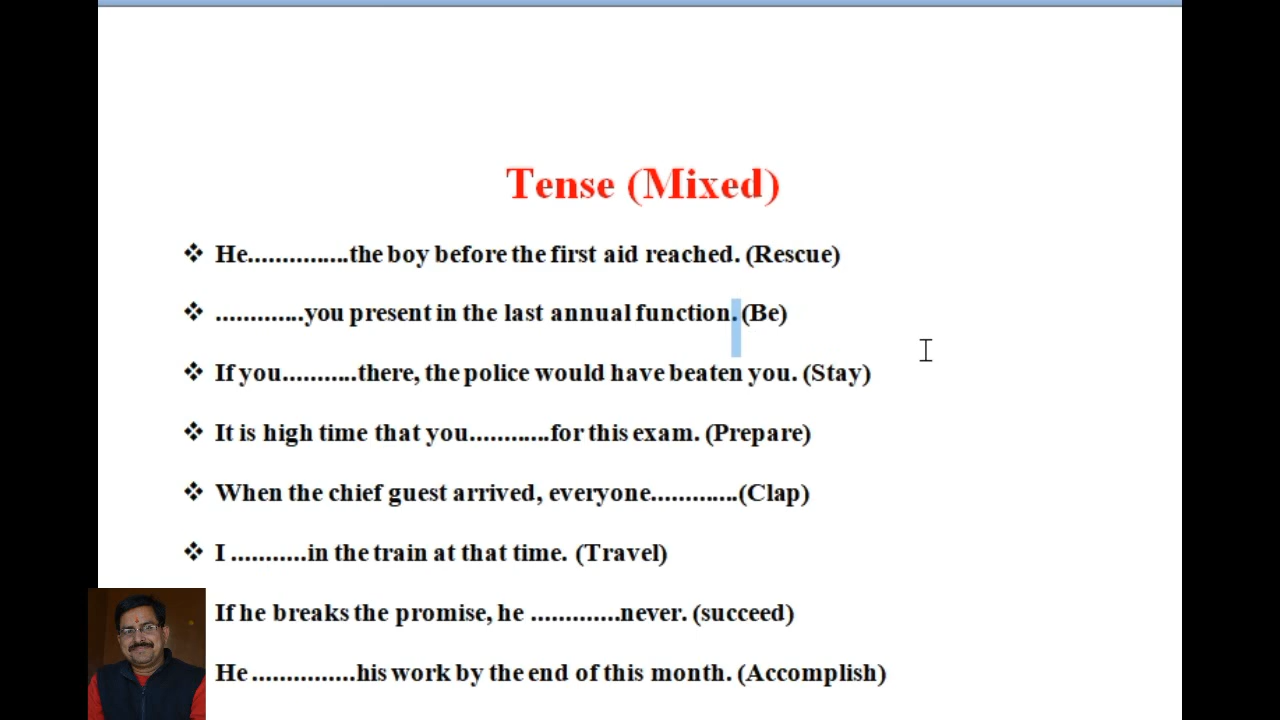 Tense (Mixed)
❖ He...............the boy before the first aid reached. (Rescue)
❖ .............you present in the last annual function. (Be)
❖ If you...........there, the police would have beaten you. (Stay)
❖ It is high time that you............for this exam. (Prepare)
❖ When the chief guest arrived, everyone.............(Clap)
❖ I ...........in the train at that time. (Travel)
If he breaks the promise, he .............never. (succeed)
He ...............his work by the end of this month. (Accomplish)